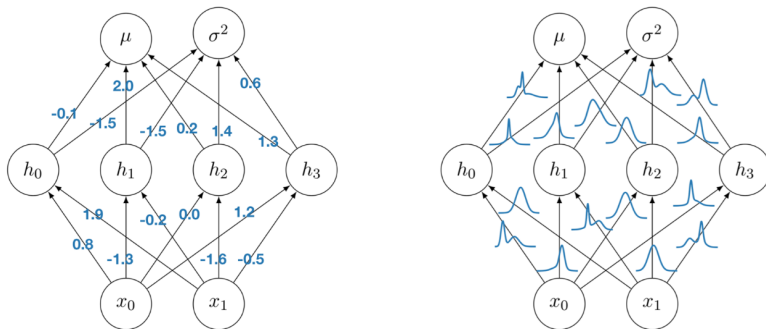 μ σ² μ σ²
2.0 0.6
-0.1 -1.5 -1.5 0.2 1.4 1.3
h₀ h₁ h₂ h₃ h₀ h₁ h₂ h₃
1.9 -0.2 0.0 1.2
0.8 -1.3 -1.6 -0.5
x₀ x₁ x₀ x₁